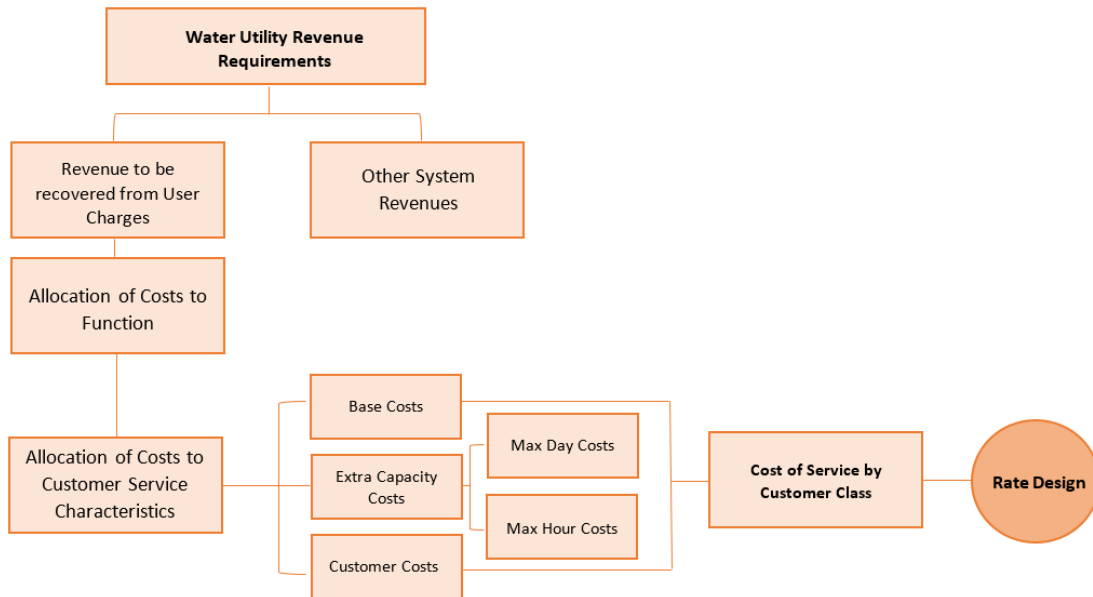 Water Utility Revenue
Requirements
Revenue to be
recovered from User
Charges
Other System
Revenues
Allocation of Costs to
Function
Allocation of Costs to
Customer Service
Characteristics
Base Costs
Extra Capacity
Costs
Customer Costs
Max Day Costs
Max Hour Costs
Cost of Service by
Customer Class
Rate Design